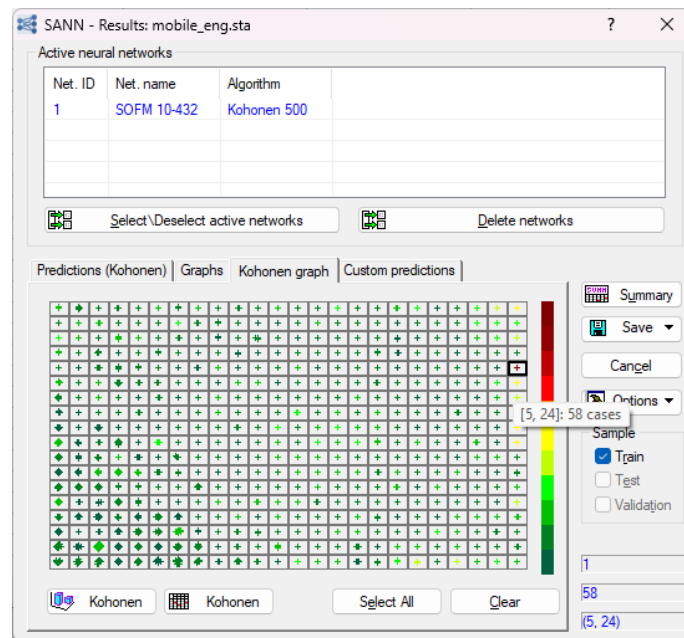 SANN - Results: mobile_eng.sta
Active neural networks
Net. ID Net. name Algorithm
1 SOFM 10-432 Kohonen 500
Select\Deselect active networks
Delete networks
Predictions (Kohonen) Graphs Kohonen graph Custom predictions
Summary
Save
Cancel
Options
[5, 24]: 58 cases
Sample
Train
Test
Validation
1
58
(5, 24)
Kohonen
Kohonen
Select All
Clear